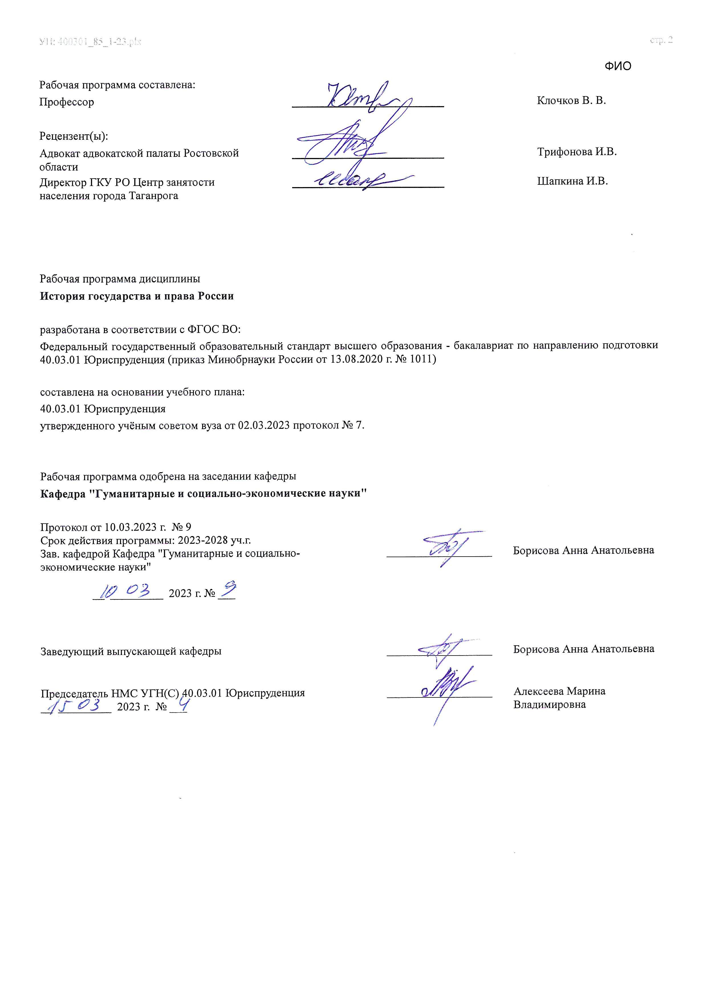 УП: 400301_85_1-23.plx
стр. 2
ФИО
Рабочая программа составлена:
Профессор
Клочков В. В.
Рецензент(ы):
Адвокат адвокатской палаты Ростовской
области
Трифонова И.В.
Директор ГКУ РО Центр занятости
населения города Таганрога
Шапкина И.В.
Рабочая программа дисциплины
История государства и права России
разработана в соответствии с ФГОС ВО:
Федеральный государственный образовательный стандарт высшего образования - бакалавриат по направлению подготовки
40.03.01 Юриспруденция (приказ Минобрнауки России от 13.08.2020 г. № 1011)
составлена на основании учебного плана:
40.03.01 Юриспруденция
утвержденного учёным советом вуза от 02.03.2023 протокол № 7.
Рабочая программа одобрена на заседании кафедры
Кафедра "Гуманитарные и социально-экономические науки"
Протокол от 10.03.2023 г. № 9
Срок действия программы: 2023-2028 уч.г.
Зав. кафедрой Кафедра "Гуманитарные и социально-
экономические науки"
Борисова Анна Анатольевна
10 03 2023 г. № 9
Заведующий выпускающей кафедры
Борисова Анна Анатольевна
Председатель НМС УГН(С) 40.03.01 Юриспруденция
Алексеева Марина
Владимировна
15 03 2023 г. № 4